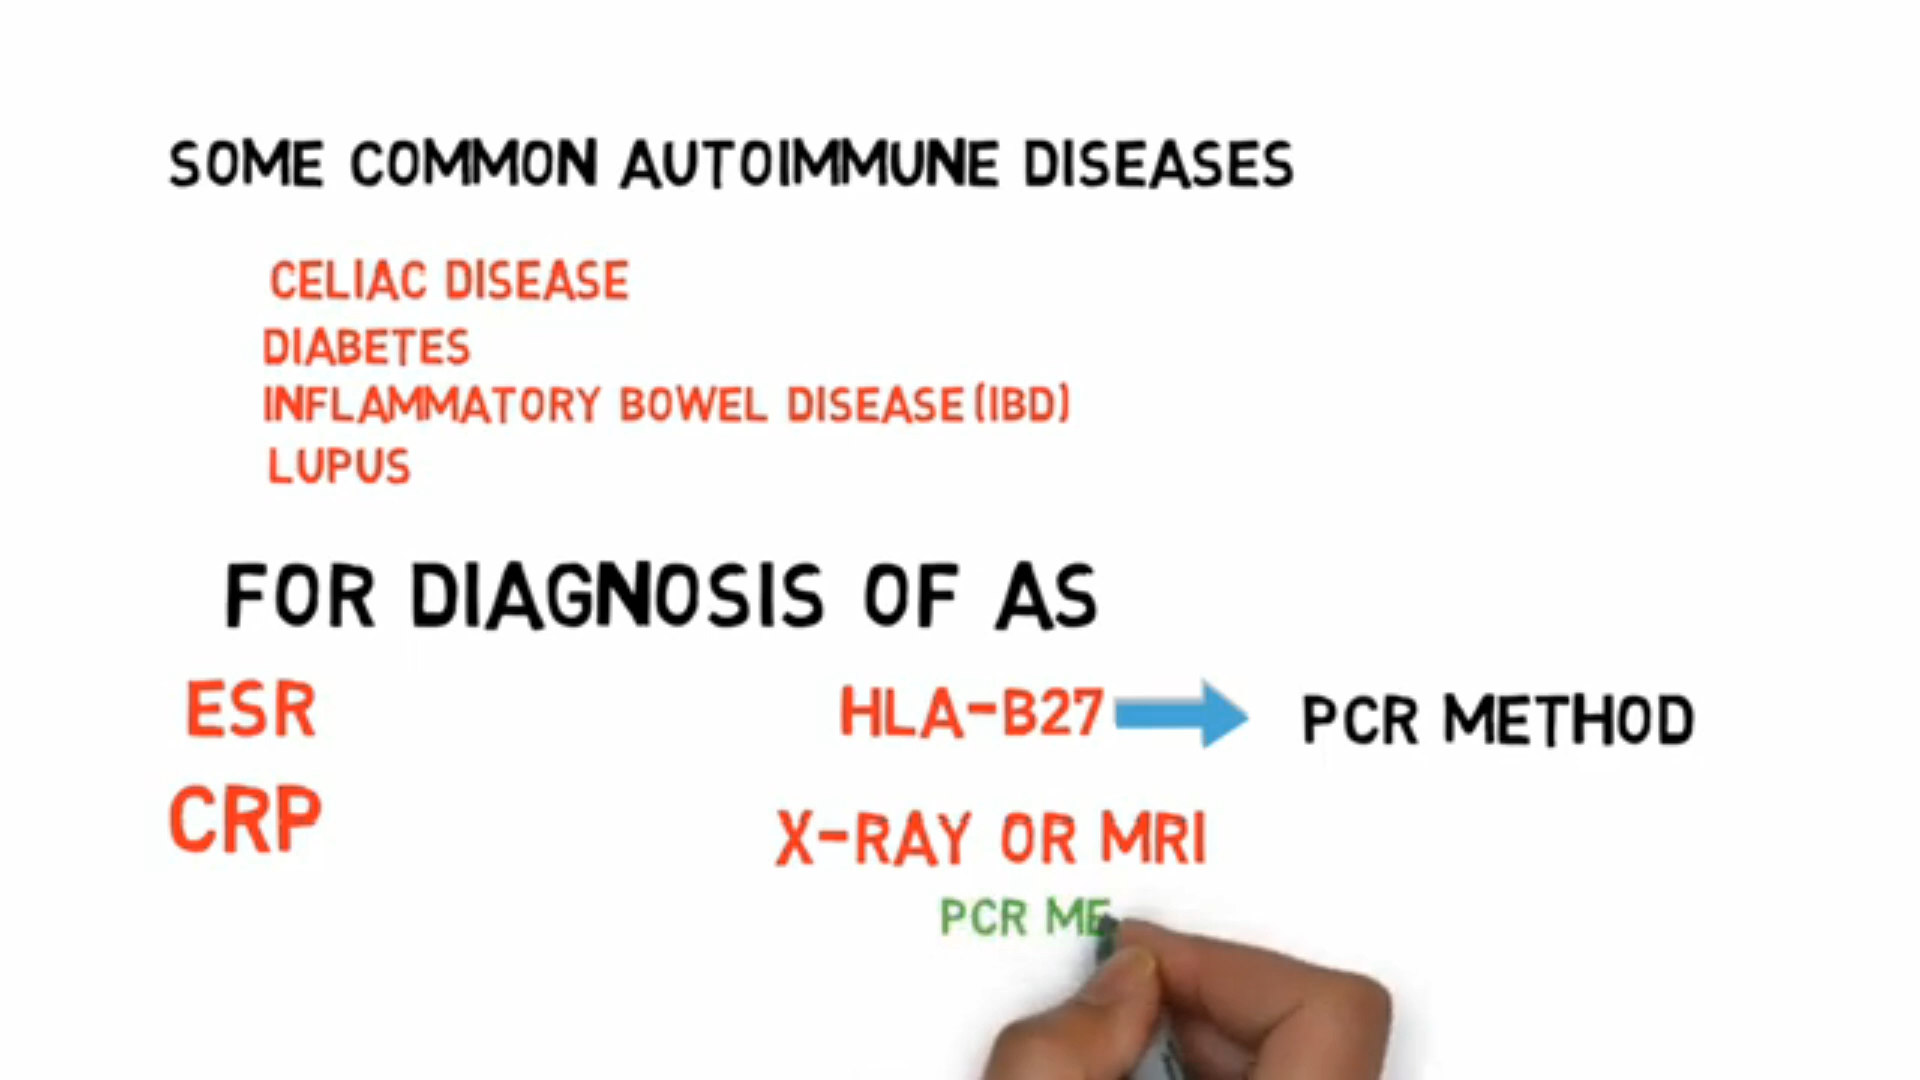 SOME COMMON AUTOIMMUNE DISEASES
CELIAC DISEASE
DIABETES
INFLAMMATORY BOWEL DISEASE(IBD)
LUPUS
FOR DIAGNOSIS OF AS
ESR
HLA-B27
PCR METHOD
CRP
X-RAY OR MRI
PCR ME